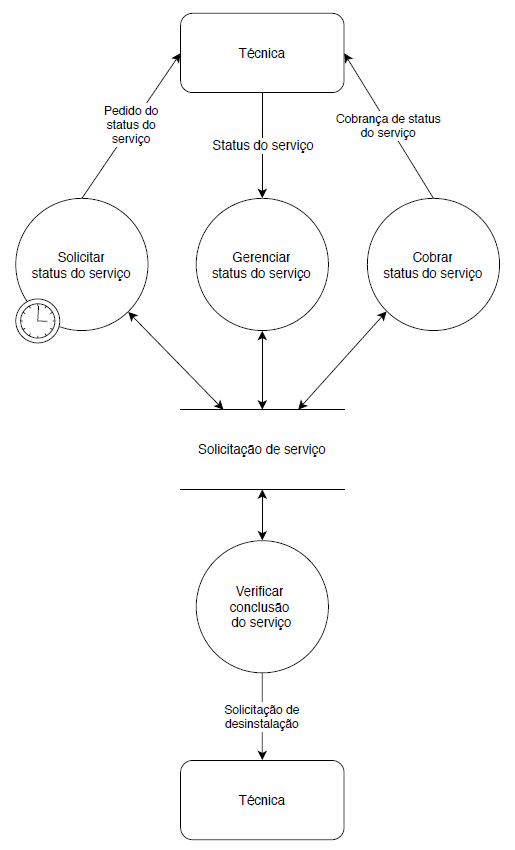 Técnica
Pedido do
status do
serviço
Status do serviço
Cobrança de status
do serviço
Solicitar
status do serviço
Gerenciar
status do serviço
Cobrar
status do serviço
Solicitação de serviço
Verificar
conclusão
do serviço
Solicitação de
desinstalação
Técnica